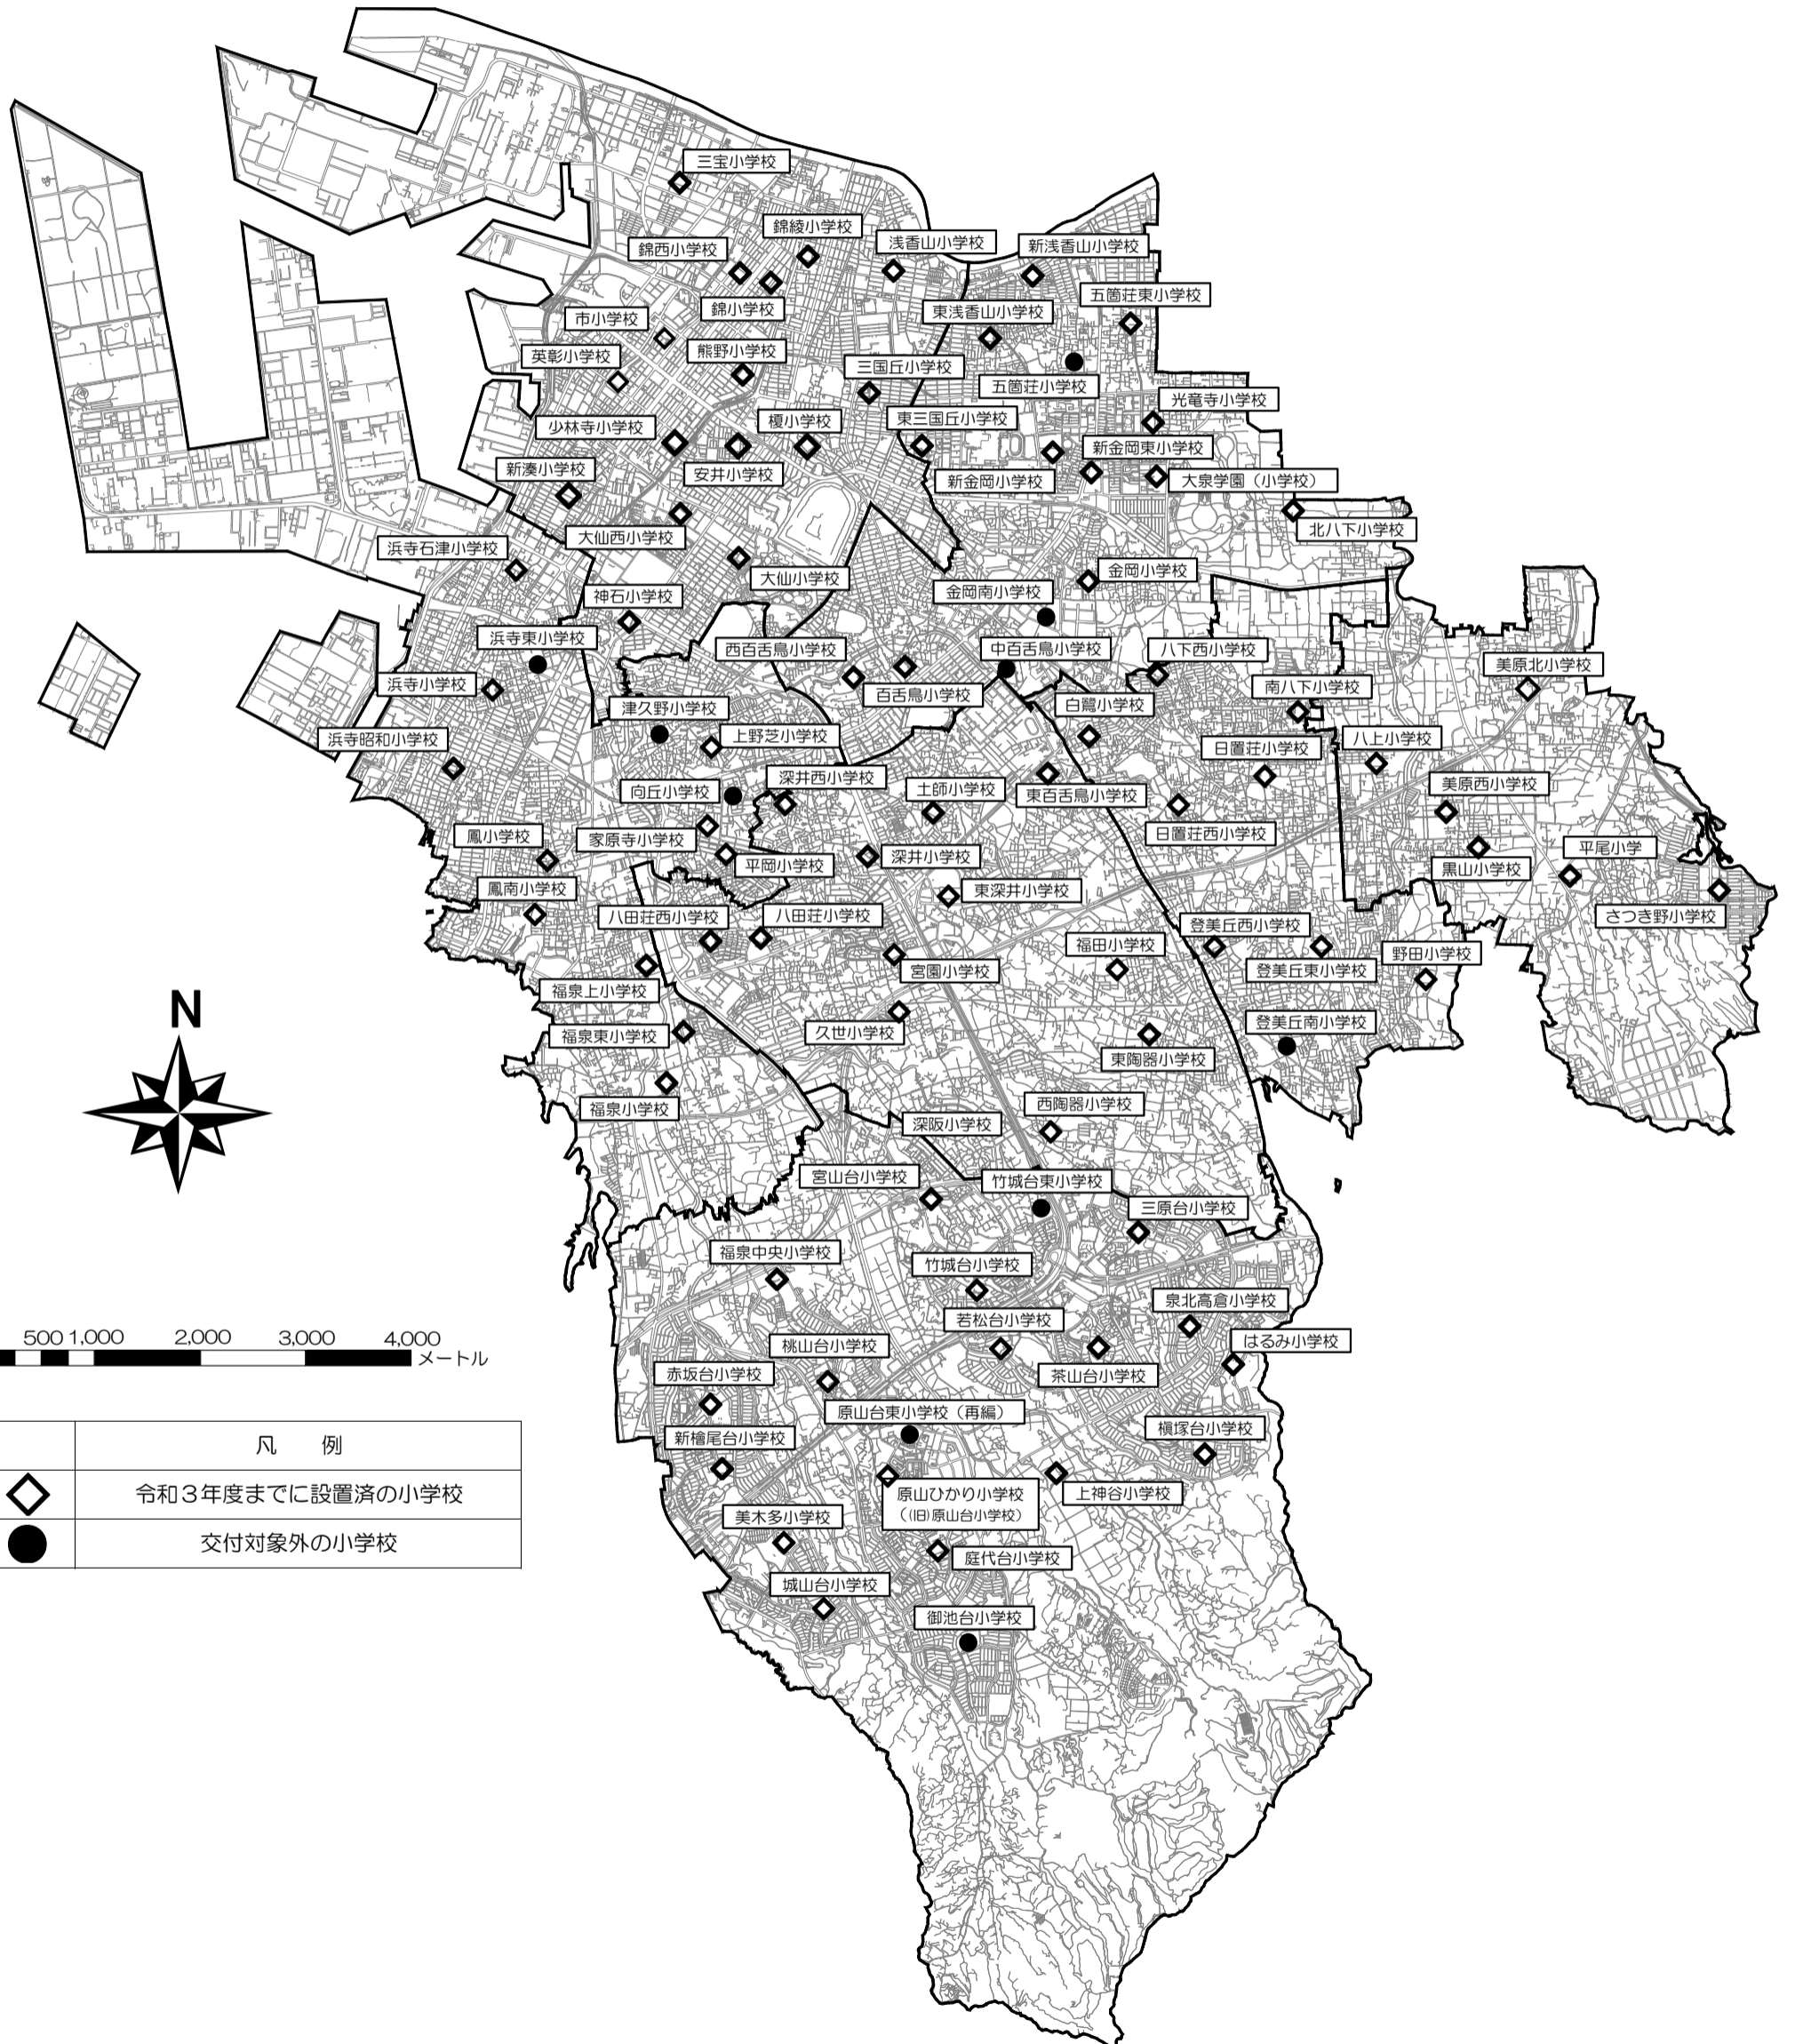 三宝小学校
錦綾小学校
浅香山小学校
新浅香山小学校
錦西小学校
五箇荘東小学校
錦小学校
東浅香山小学校
市小学校
熊野小学校
英彰小学校
三国丘小学校
五箇荘小学校
光竜寺小学校
榎小学校
東三国丘小学校
少林寺小学校
新金岡東小学校
新湊小学校
安井小学校
新金岡小学校
大泉学園（小学校）
北八下小学校
大仙西小学校
浜寺石津小学校
大仙小学校
金岡小学校
金岡南小学校
神石小学校
浜寺東小学校
西百舌鳥小学校
中百舌鳥小学校
八下西小学校
美原北小学校
浜寺小学校
百舌鳥小学校
南八下小学校
津久野小学校
白鷺小学校
浜寺昭和小学校
上野芝小学校
八上小学校
日置荘小学校
深井西小学校
向丘小学校
土師小学校
東百舌鳥小学校
美原西小学校
鳳小学校
家原寺小学校
日置荘西小学校
平尾小学
深井小学校
平岡小学校
黒山小学校
鳳南小学校
東深井小学校
八田荘西小学校
八田荘小学校
さつき野小学校
登美丘西小学校
福田小学校
野田小学校
宮園小学校
登美丘東小学校
福泉上小学校
登美丘南小学校
N
福泉東小学校
久世小学校
東陶器小学校
福泉小学校
西陶器小学校
深阪小学校
宮山台小学校
竹城台東小学校
三原台小学校
福泉中央小学校
竹城台小学校
泉北高倉小学校
若松台小学校
500 1,000 2,000 3,000 4,000
メートル
はるみ小学校
桃山台小学校
赤坂台小学校
茶山台小学校
原山台東小学校（再編）
槇塚台小学校
新檜尾台小学校
凡　例
令和３年度までに設置済の小学校
交付対象外の小学校
原山ひかり小学校
（(旧)原山台小学校）
上神谷小学校
美木多小学校
庭代台小学校
城山台小学校
御池台小学校